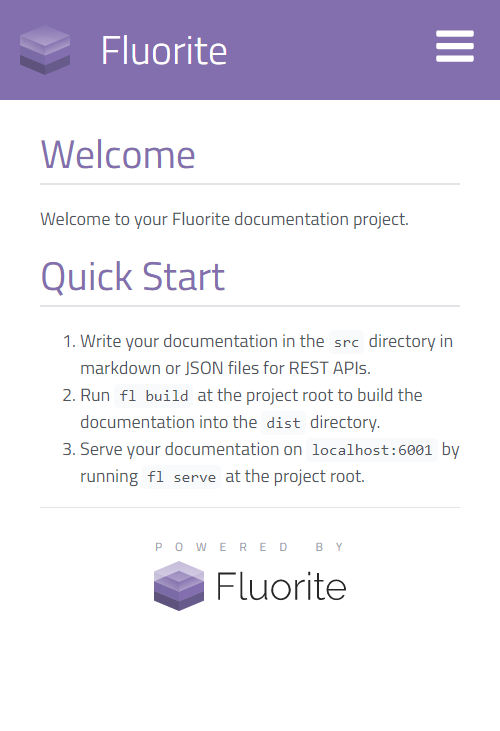 Fluorite
Welcome
Welcome to your Fluorite documentation project.
Quick Start
1. Write your documentation in the src directory in
markdown or JSON files for REST APIs.
2. Run fl build at the project root to build the
documentation into the dist directory.
3. Serve your documentation on localhost:6001 by
running fl serve at the project root.
POWERED BY
Fluorite